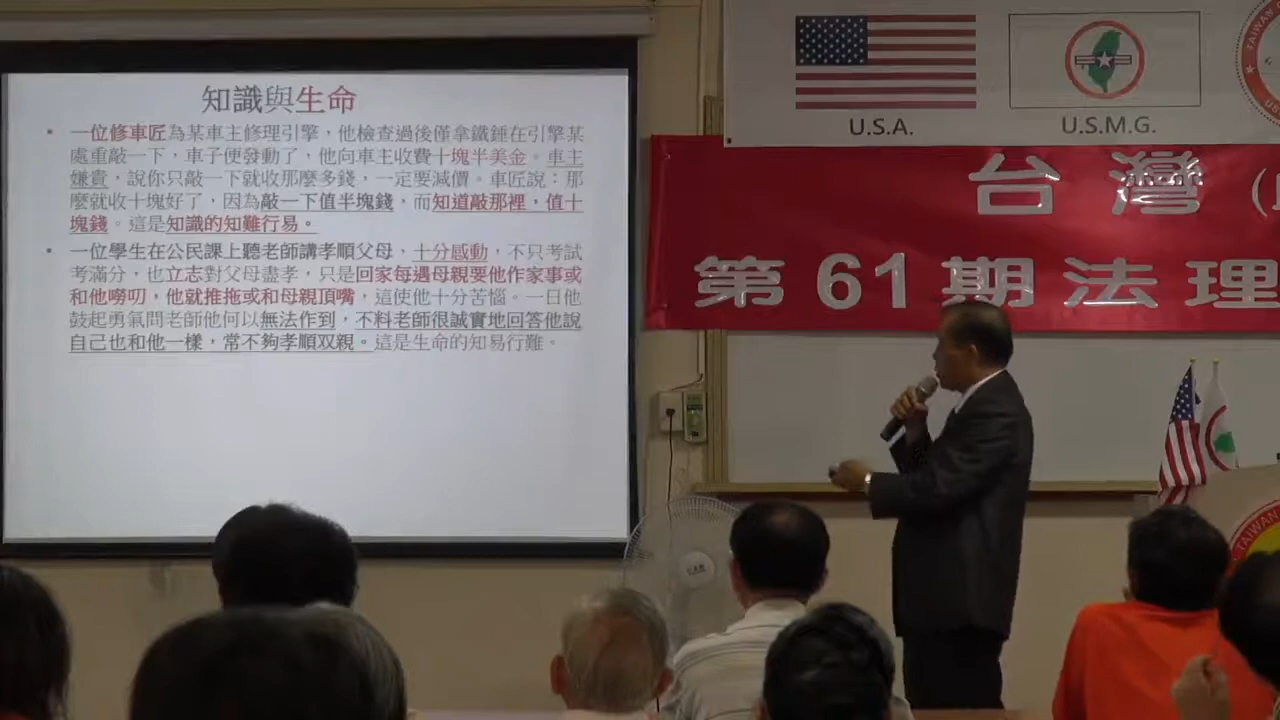 知識與生命
• 一位修車匠為某車主修理引擎，他檢查過後僅拿鐵錘在引擎某
處重敲一下，車子便發動了，他向車主收費十塊半美金。車主
嫌貴，說你只敲一下就收那麼多錢，一定要減價。車匠說：那
麼就收十塊好了，因為敲一下值半塊錢，而知道敲那裡，值十
塊錢。這是知識的知難行易。
• 一位學生在公民課上聽老師講孝順父母，十分感動，不只考試
考滿分，也立志對父母盡孝，只是回家每遇母親要他作家事或
和他嘮叨，他就推拖或和母親頂嘴，這使他十分苦惱。一日他
鼓起勇氣問老師他何以無法作到，不料老師很誠實地回答他說
自己也和他一樣，常不夠孝順双親。這是生命的知易行難。
U.S.A.
U.S.M.G.
TAIWAN
台灣
第61期法理
TAIWAN